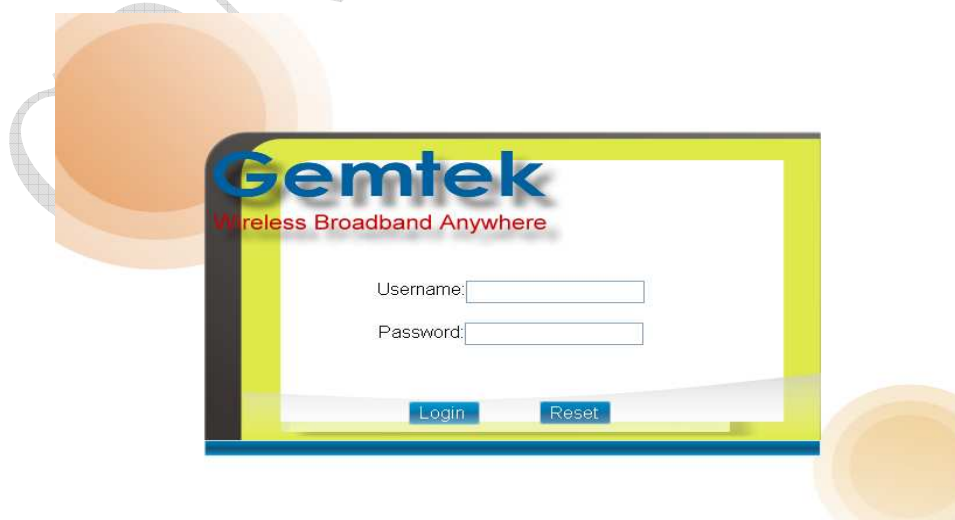 Gemtek
Wireless Broadband Anywhere
Username:
Password:
Login Reset